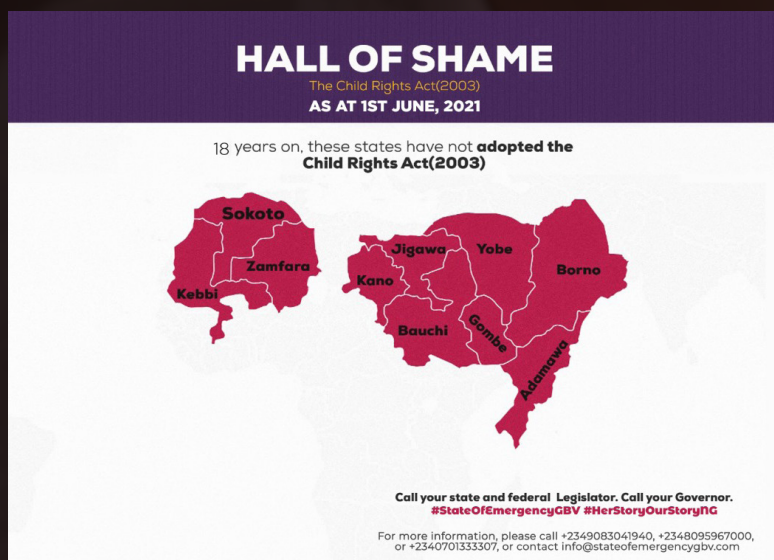 HALL OF SHAME
The Child Rights Act(2003)
AS AT 1ST JUNE, 2021
18 years on, these states have not adopted the
Child Rights Act(2003)
Sokoto
Zamfara
Kebbi
Jigawa
Kano
Yobe
Borno
Bauchi
Gombe
Adamawa
Call your state and federal Legislator. Call your Governor.
#StateOfEmergencyGBV #HerStoryOurStoryNG
For more information, please call +2349083041940, +2348095967000,
or +2340701333307, or contact info@stateofemergencygbv.com